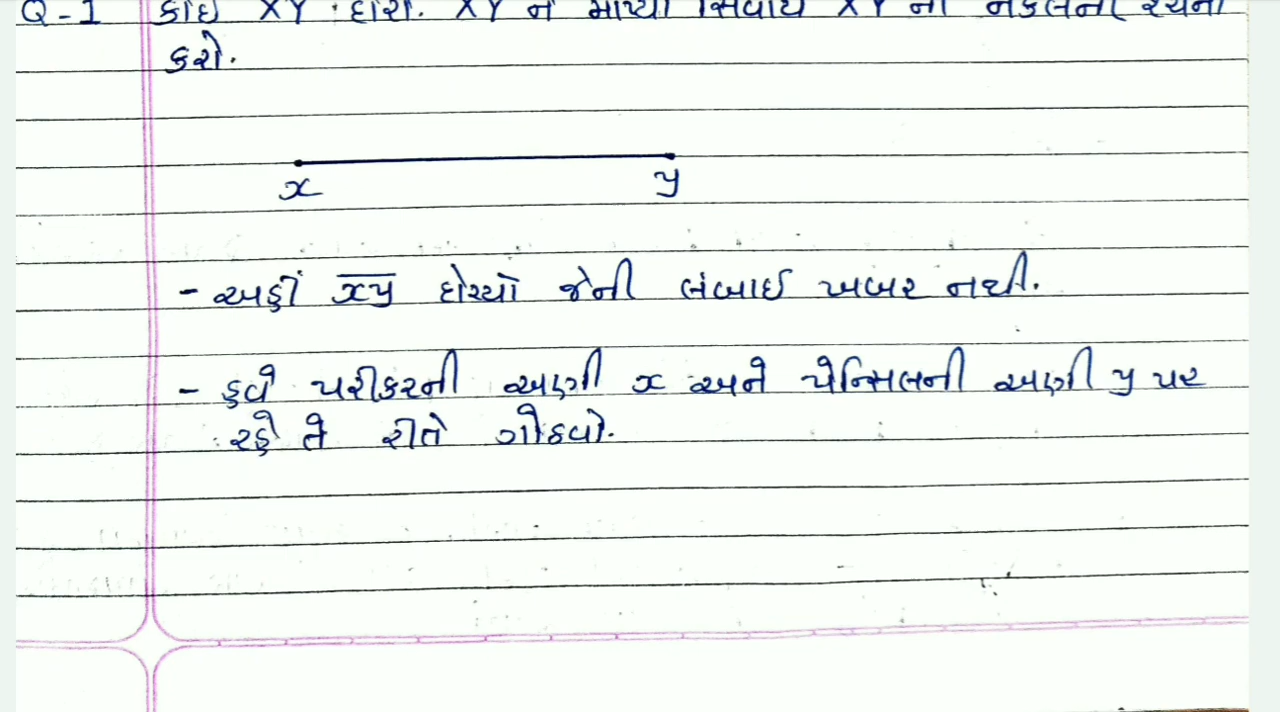 Q-1 કોઇ XY દોરો. XY ને માપ્યા સિવાય XY ની નકલની રચના
કરો.
x y
- અહીં xy દોર્યો જેની લંબાઈ ખબર નથી.
- હવે પરીકરની અણી x અને પેન્સિલની અણી y પર
રહે તે રીતે ગોઠવો.